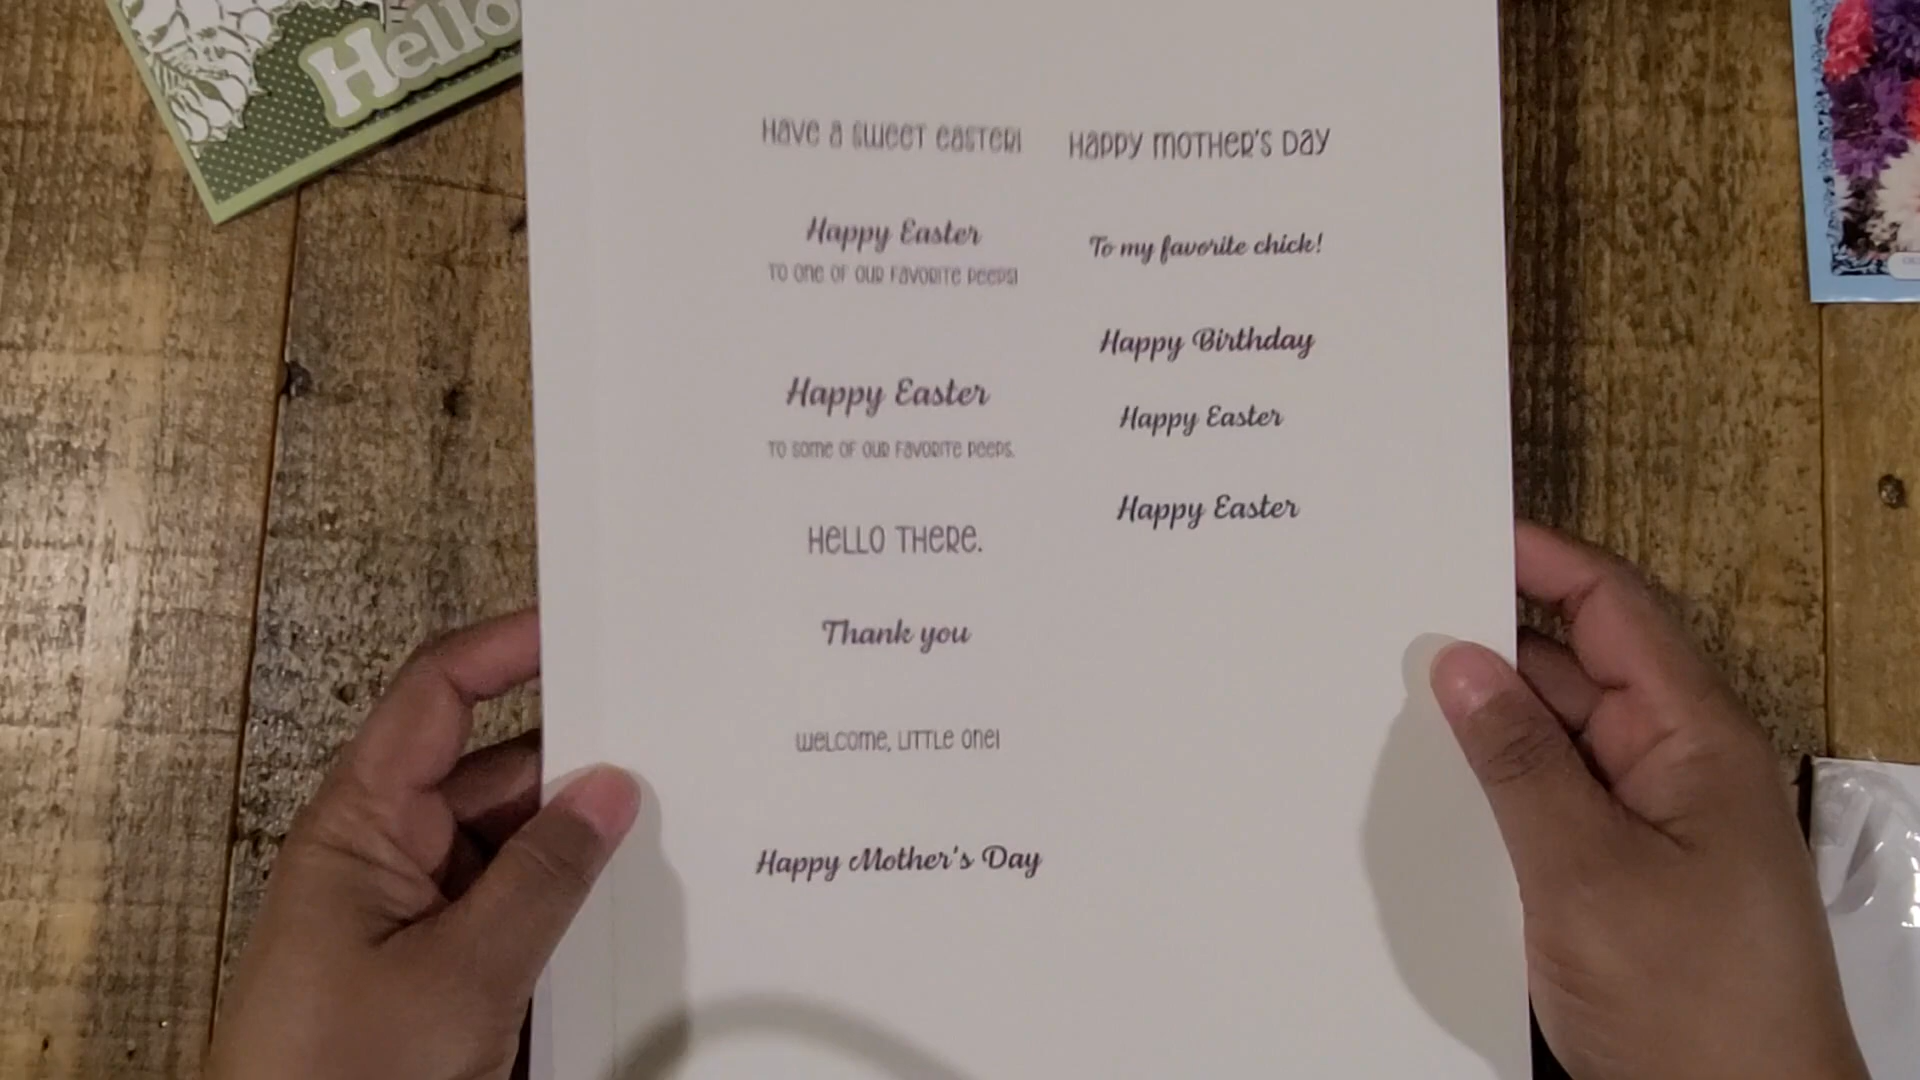 Hello
Have a sweet Easter!
Happy Easter
to one of our favorite peeps!
Happy Easter
to some of our favorite peeps.
Hello there.
Thank you
Welcome, little one!
Happy Mother's Day
Happy Mother's Day
To my favorite chick!
Happy Birthday
Happy Easter
Happy Easter